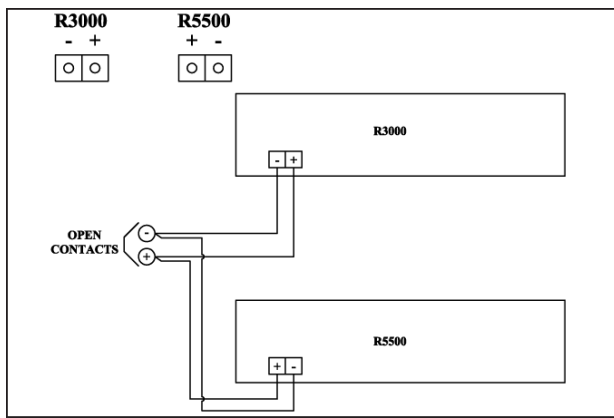 R3000 R5500
- + + -
R3000
- +
OPEN -
CONTACTS +
R5500
+ -